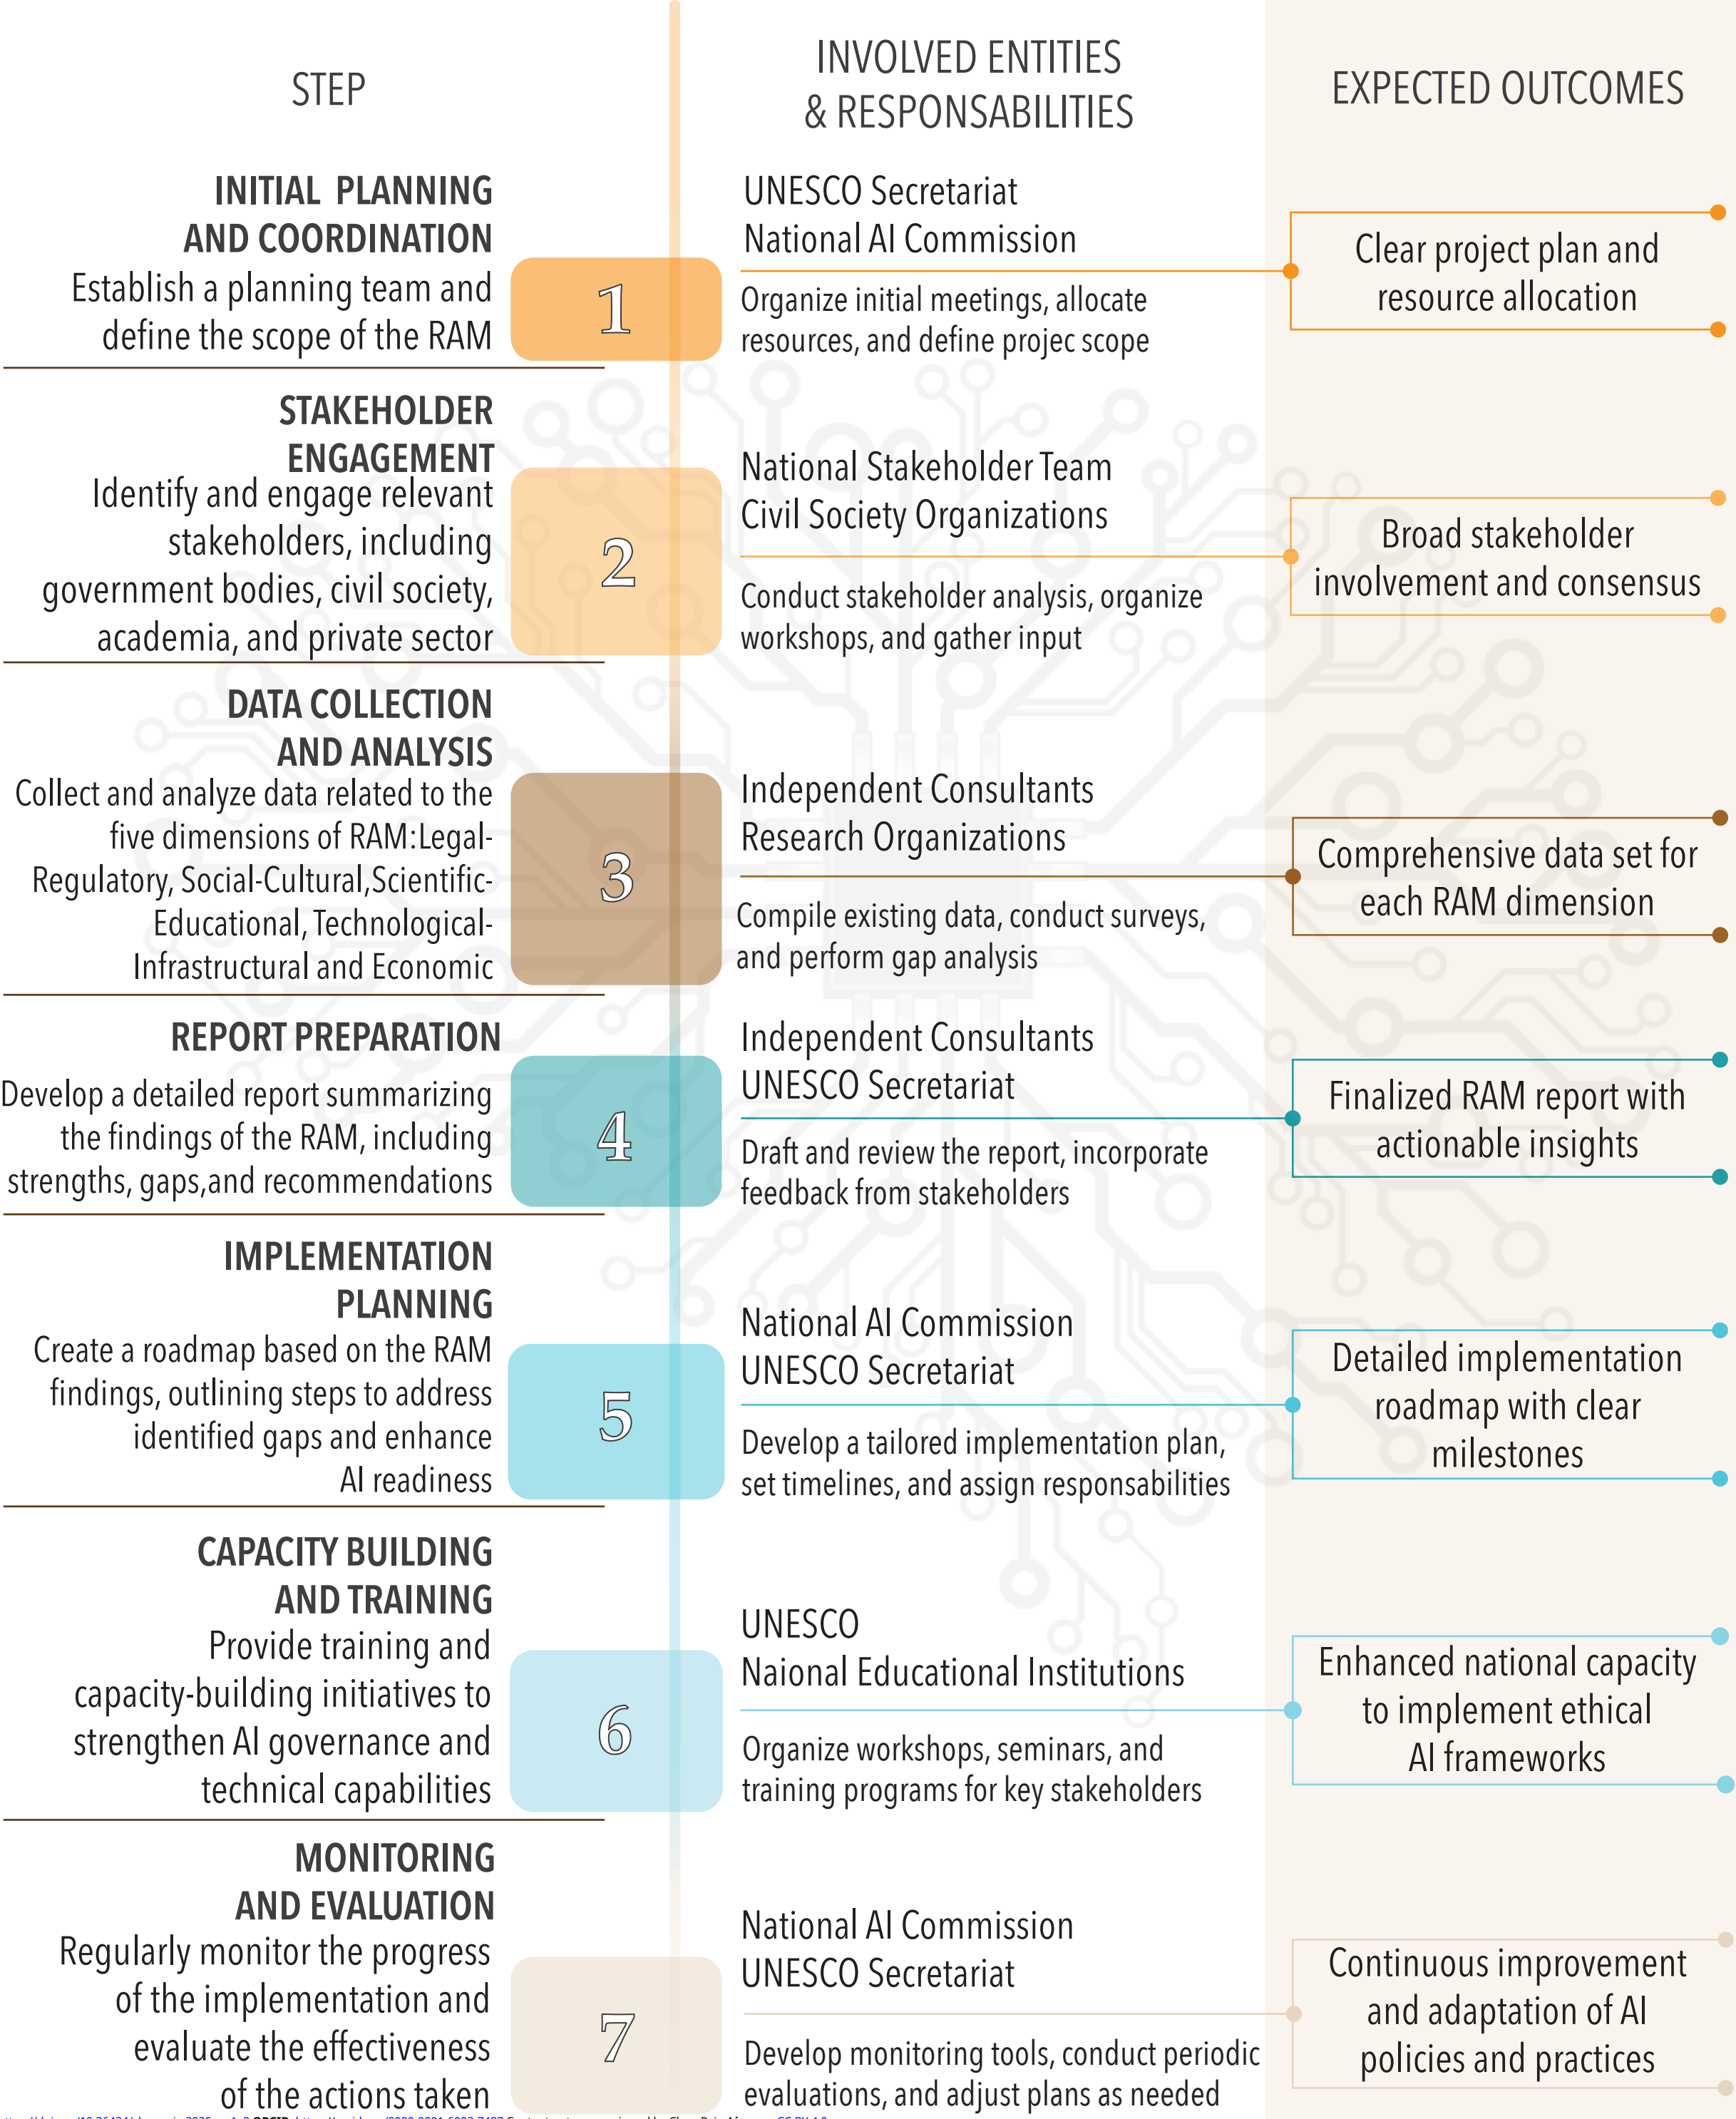 STEP
INVOLVED ENTITIES
& RESPONSABILITIES
EXPECTED OUTCOMES
INITIAL PLANNING
AND COORDINATION
Establish a planning team and
define the scope of the RAM
1
UNESCO Secretariat
National AI Commission
Organize initial meetings, allocate
resources, and define projec scope
Clear project plan and
resource allocation
STAKEHOLDER
ENGAGEMENT
Identify and engage relevant
stakeholders, including
government bodies, civil society,
academia, and private sector
2
National Stakeholder Team
Civil Society Organizations
Conduct stakeholder analysis, organize
workshops, and gather input
Broad stakeholder
involvement and consensus
DATA COLLECTION
AND ANALYSIS
Collect and analyze data related to the
five dimensions of RAM:Legal-
Regulatory, Social-Cultural,Scientific-
Educational, Technological-
Infrastructural and Economic
3
Independent Consultants
Research Organizations
Compile existing data, conduct surveys,
and perform gap analysis
Comprehensive data set for
each RAM dimension
REPORT PREPARATION
Develop a detailed report summarizing
the findings of the RAM, including
strengths, gaps,and recommendations
4
Independent Consultants
UNESCO Secretariat
Draft and review the report, incorporate
feedback from stakeholders
Finalized RAM report with
actionable insights
IMPLEMENTATION
PLANNING
Create a roadmap based on the RAM
findings, outlining steps to address
identified gaps and enhance
AI readiness
5
National AI Commission
UNESCO Secretariat
Develop a tailored implementation plan,
set timelines, and assign responsabilities
Detailed implementation
roadmap with clear
milestones
CAPACITY BUILDING
AND TRAINING
Provide training and
capacity-building initiatives to
strengthen AI governance and
technical capabilities
6
UNESCO
Naional Educational Institutions
Organize workshops, seminars, and
training programs for key stakeholders
Enhanced national capacity
to implement ethical
AI frameworks
MONITORING
AND EVALUATION
Regularly monitor the progress
of the implementation and
evaluate the effectiveness
of the actions taken
7
National AI Commission
UNESCO Secretariat
Develop monitoring tools, conduct periodic
evaluations, and adjust plans as needed
Continuous improvement
and adaptation of AI
policies and practices